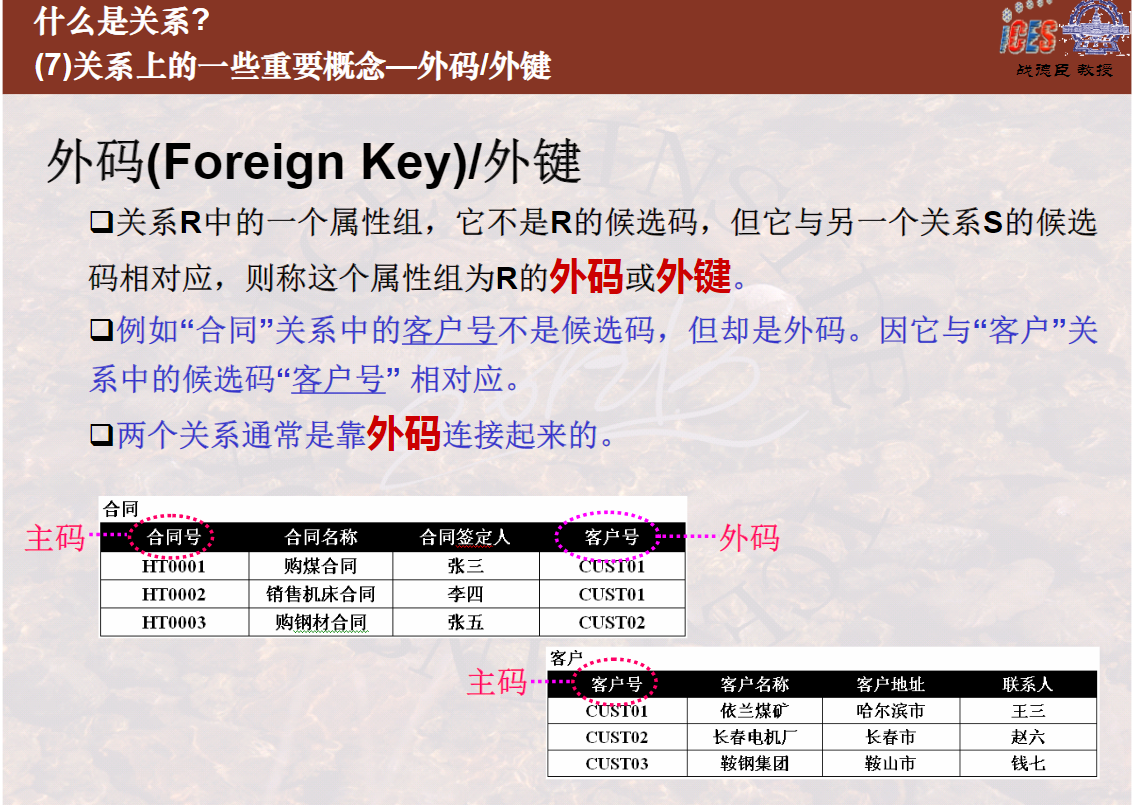 什么是关系?
(7)关系上的一些重要概念—外码/外键
iCES
战德臣 教授
外码(Foreign Key)/外键
❑关系R中的一个属性组，它不是R的候选码，但它与另一个关系S的候选
码相对应，则称这个属性组为R的外码或外键。
❑例如“合同”关系中的客户号不是候选码，但却是外码。因它与“客户”关
系中的候选码“客户号” 相对应。
❑两个关系通常是靠外码连接起来的。
合同
主码 合同号 合同名称 合同签定人 客户号 外码
HT0001 购煤合同 张三 CUST01
HT0002 销售机床合同 李四 CUST01
HT0003 购钢材合同 张五 CUST02
客户
主码 客户号 客户名称 客户地址 联系人
CUST01 依兰煤矿 哈尔滨市 王三
CUST02 长春电机厂 长春市 赵六
CUST03 鞍钢集团 鞍山市 钱七